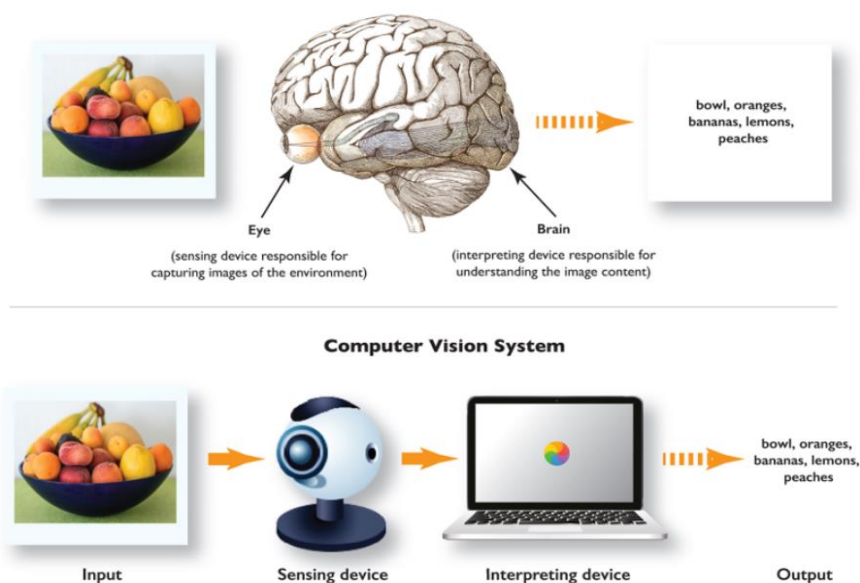 bowl, oranges,
bananas, lemons,
peaches
Eye
(sensing device responsible for
capturing images of the environment)
Brain
(interpreting device responsible for
understanding the image content)
Computer Vision System
bowl, oranges,
bananas, lemons,
peaches
Input
Sensing device
Interpreting device
Output